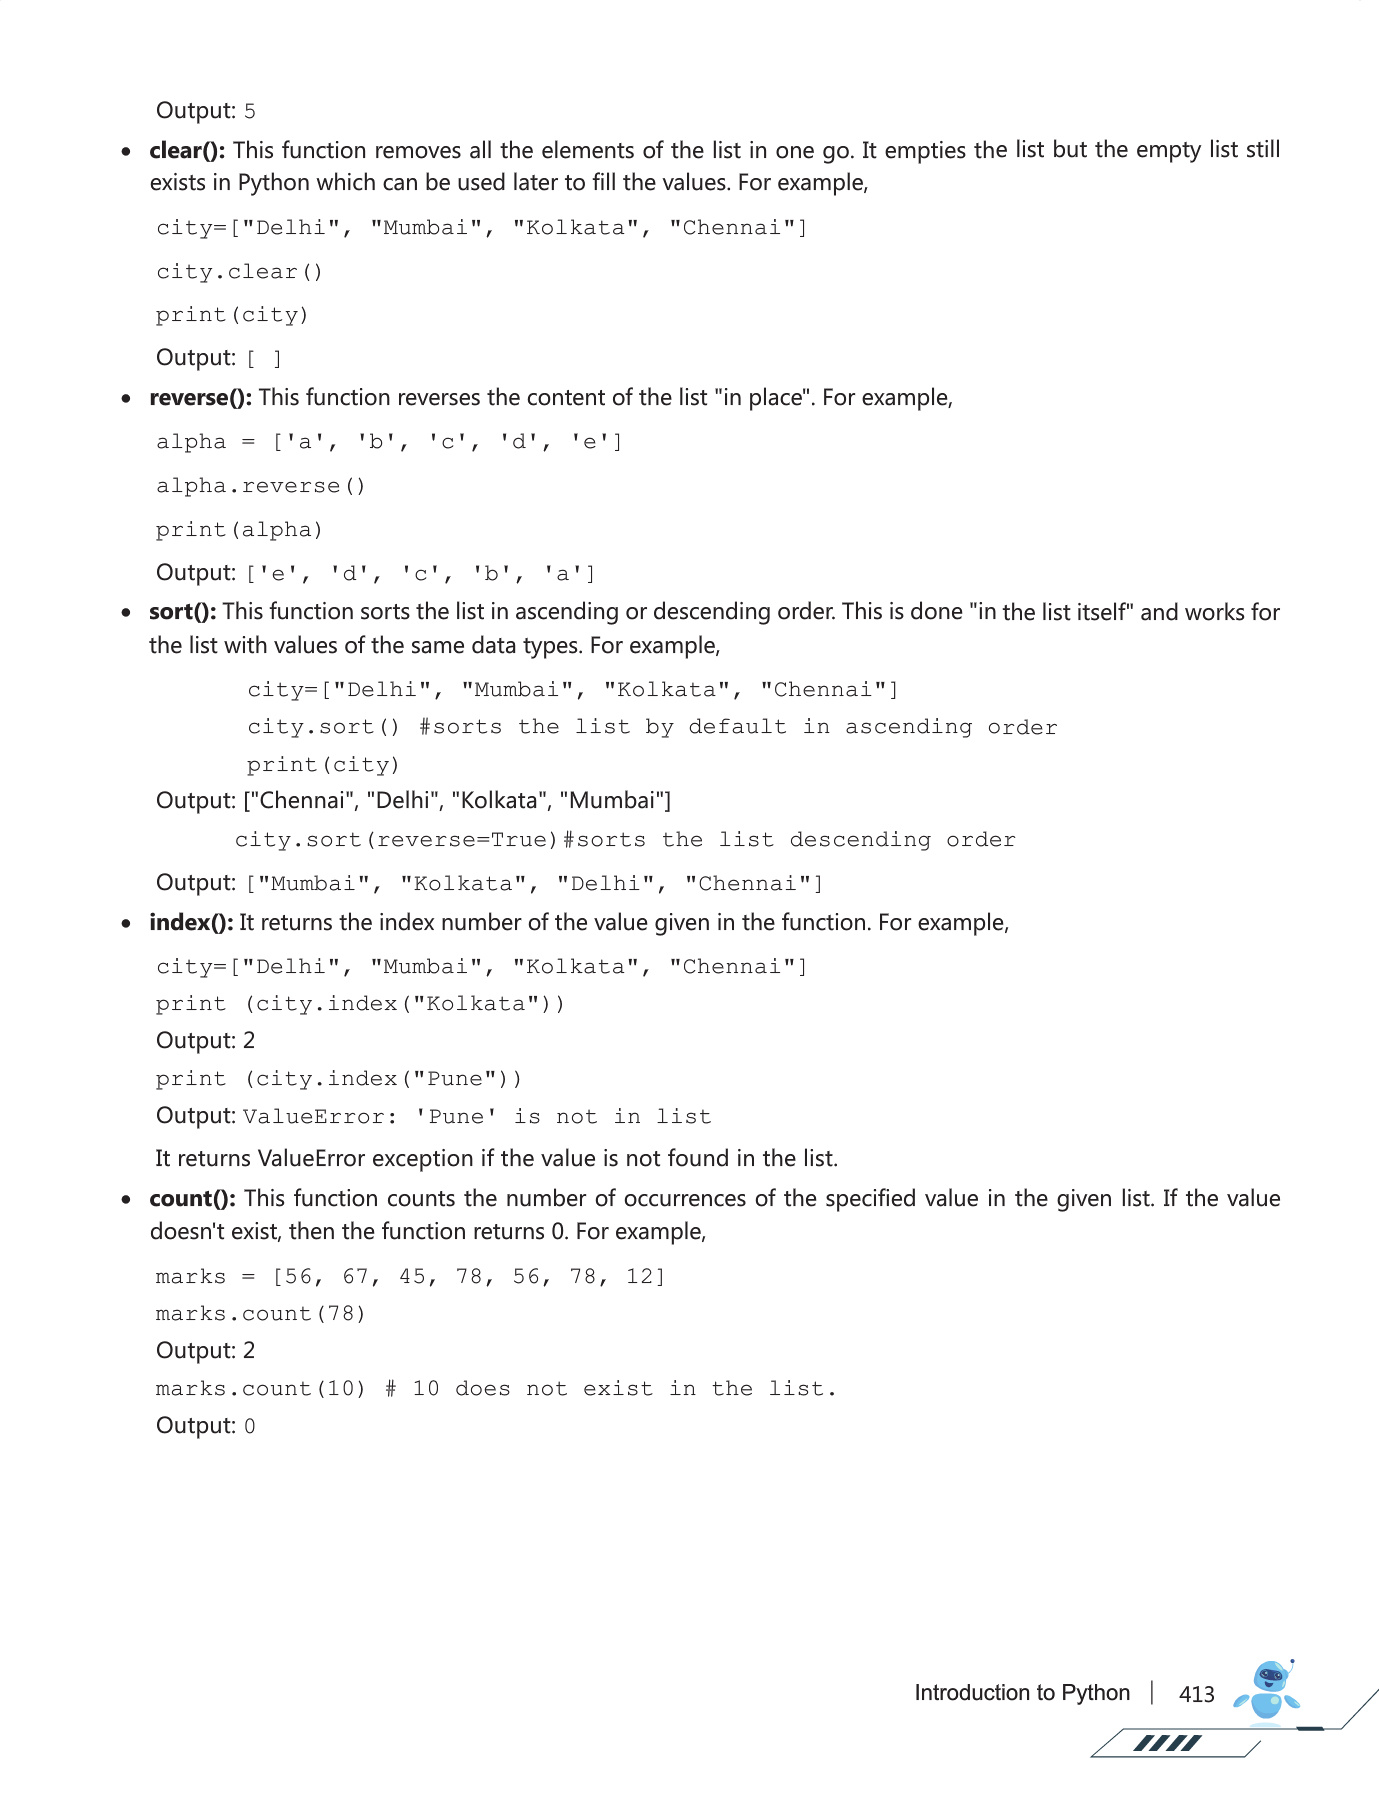 Output: 5
• clear(): This function removes all the elements of the list in one go. It empties the list but the empty list still
exists in Python which can be used later to fill the values. For example,
city=["Delhi", "Mumbai", "Kolkata", "Chennai"]
city.clear()
print(city)
Output: [ ]
• reverse(): This function reverses the content of the list "in place". For example,
alpha = ['a', 'b', 'c', 'd', 'e']
alpha.reverse()
print(alpha)
Output: ['e', 'd', 'c', 'b', 'a']
• sort(): This function sorts the list in ascending or descending order. This is done "in the list itself" and works for
the list with values of the same data types. For example,
city=["Delhi", "Mumbai", "Kolkata", "Chennai"]
city.sort() #sorts the list by default in ascending order
print(city)
Output: ["Chennai", "Delhi", "Kolkata", "Mumbai"]
city.sort(reverse=True)#sorts the list descending order
Output: ["Mumbai", "Kolkata", "Delhi", "Chennai"]
• index(): It returns the index number of the value given in the function. For example,
city=["Delhi", "Mumbai", "Kolkata", "Chennai"]
print (city.index("Kolkata"))
Output: 2
print (city.index("Pune"))
Output: ValueError: 'Pune' is not in list
It returns ValueError exception if the value is not found in the list.
• count(): This function counts the number of occurrences of the specified value in the given list. If the value
doesn't exist, then the function returns 0. For example,
marks = [56, 67, 45, 78, 56, 78, 12]
marks.count(78)
Output: 2
marks.count(10) # 10 does not exist in the list.
Output: 0
Introduction to Python | 413